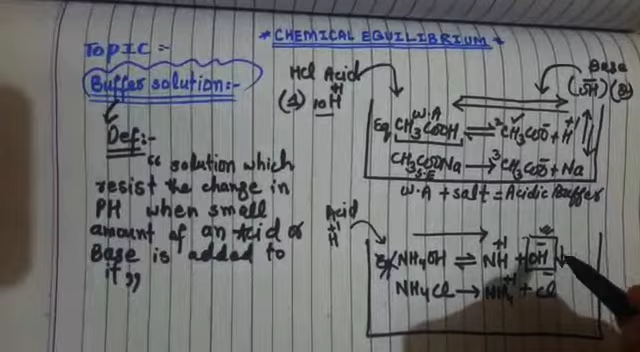 * CHEMICAL EQUILIBRIUM *
Topic :-
Buffer solution:-
Def:-
" solution which
resist the change in
PH when small
amount of an Acid or
Base is added to
it "
Hcl Acid
Base
W.A
Eq CH3COOH ⇌ CH3COO⁻ + H⁺
CH3COONa → CH3COO⁻ + Na
W.A + salt = Acidic Buffer
Acid
H⁺
NH4OH ⇌ NH⁺ + OH⁻ ↓
NH4Cl → NH4⁺ + Cl⁻